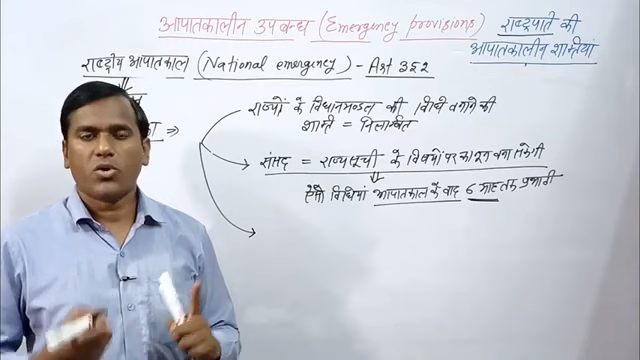 आपातकालीन उपबन्ध (Emergency provisions)
राष्ट्रपति की
आपातकालीन शक्तियां
राष्ट्रीय आपातकाल (National emergency) - Art 352
राज्यों के विधानमण्डल की विधि बनाने की
शक्ति = निलम्बित
संसद = राज्यसूची के विषयों पर कानून बना सकेगी
ऐसी विधियां आपातकाल के बाद 6 माह तक प्रभावी